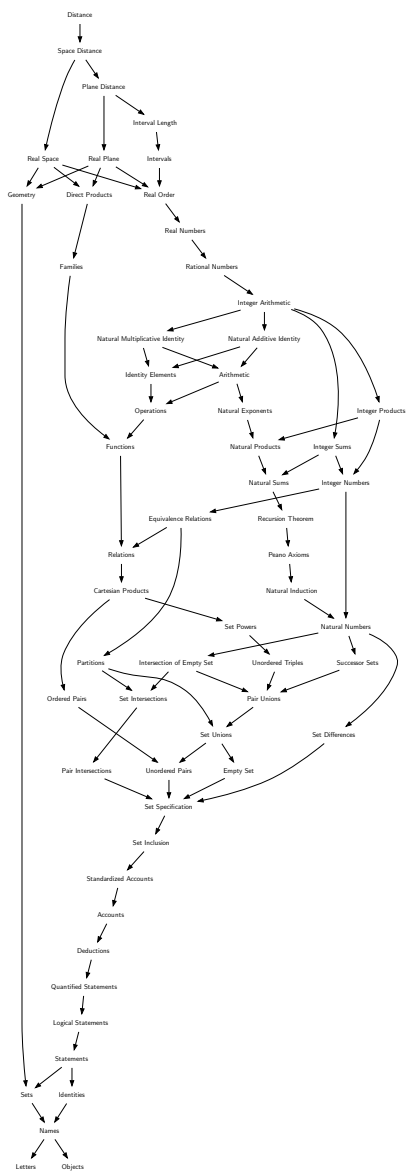 Distance
Space Distance
Plane Distance
Interval Length
Real Space
Real Plane
Intervals
Geometry
Direct Products
Real Order
Real Numbers
Families
Rational Numbers
Integer Arithmetic
Natural Multiplicative Identity
Natural Additive Identity
Identity Elements
Arithmetic
Operations
Natural Exponents
Integer Products
Functions
Natural Products
Integer Sums
Natural Sums
Integer Numbers
Equivalence Relations
Recursion Theorem
Relations
Peano Axioms
Cartesian Products
Natural Induction
Set Powers
Natural Numbers
Partitions
Intersection of Empty Set
Unordered Triples
Successor Sets
Ordered Pairs
Set Intersections
Pair Unions
Set Unions
Set Differences
Pair Intersections
Unordered Pairs
Empty Set
Set Specification
Set Inclusion
Standardized Accounts
Accounts
Deductions
Quantified Statements
Logical Statements
Statements
Sets
Identities
Names
Letters
Objects